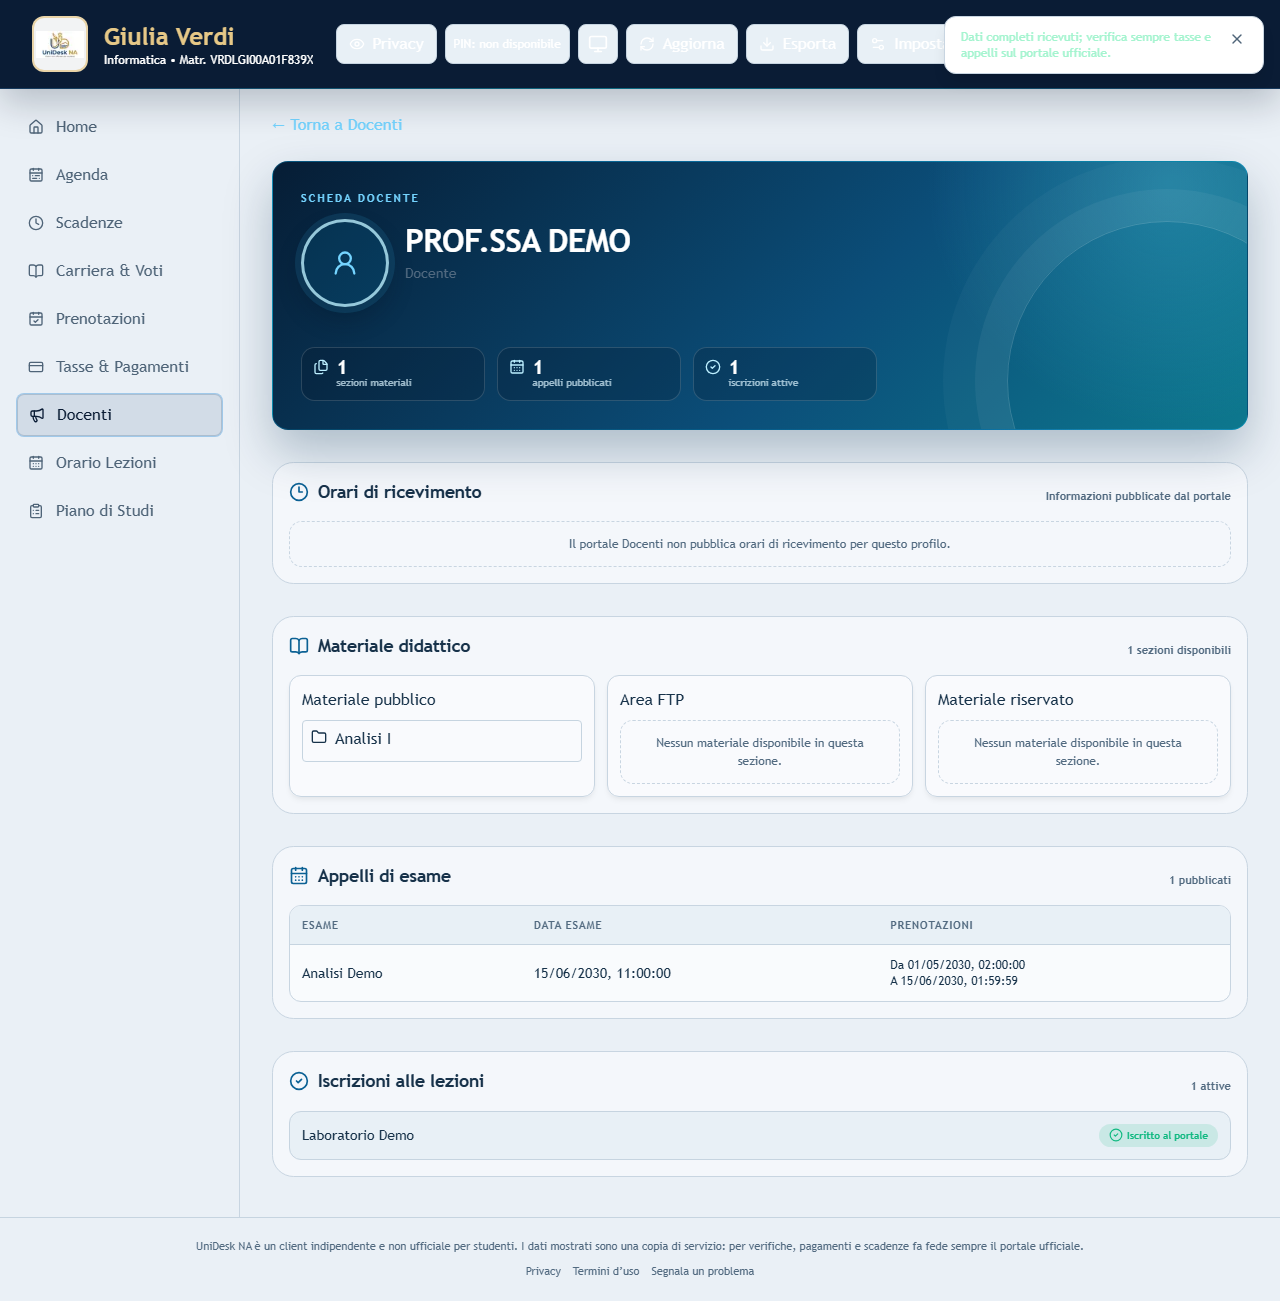 UniDesk NA
Giulia Verdi
Informatica • Matr. VRDLGI00A01F839X
Privacy
PIN: non disponibile
Aggiorna
Esporta
Dati completi ricevuti; verifica sempre tasse e
appelli sul portale ufficiale.
Home
Agenda
Scadenze
Carriera & Voti
Prenotazioni
Tasse & Pagamenti
Docenti
Orario Lezioni
Piano di Studi
← Torna a Docenti
SCHEDA DOCENTE
PROF.SSA DEMO
Docente
1
sezioni materiali
1
appelli pubblicati
1
iscrizioni attive
Orari di ricevimento
Informazioni pubblicate dal portale
Il portale Docenti non pubblica orari di ricevimento per questo profilo.
Materiale didattico
1 sezioni disponibili
Materiale pubblico
Analisi I
Area FTP
Nessun materiale disponibile in questa
sezione.
Materiale riservato
Nessun materiale disponibile in questa
sezione.
Appelli di esame
1 pubblicati
ESAME DATA ESAME PRENOTAZIONI
Analisi Demo 15/06/2030, 11:00:00
Da 01/05/2030, 02:00:00
A 15/06/2030, 01:59:59
Iscrizioni alle lezioni
1 attive
Laboratorio Demo
Iscritto al portale
UniDesk NA è un client indipendente e non ufficiale per studenti. I dati mostrati sono una copia di servizio: per verifiche, pagamenti e scadenze fa fede sempre il portale ufficiale.
Privacy Termini d’uso Segnala un problema